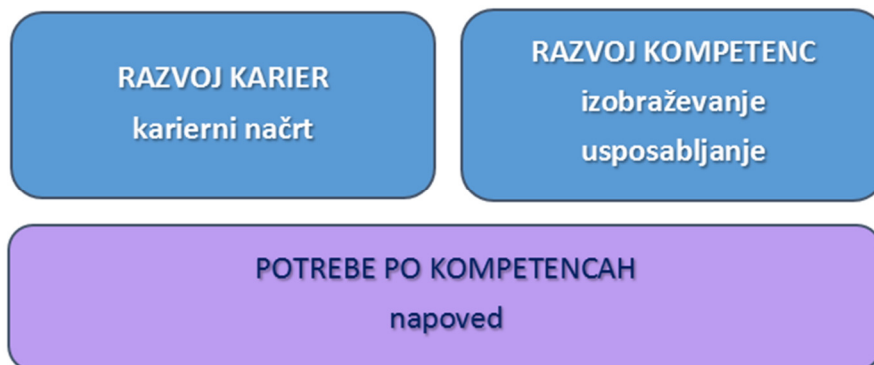 RAZVOJ KARIER
karierni načrt
RAZVOJ KOMPETENC
izobraževanje
usposabljanje
POTREBE PO KOMPETENCAH
napoved